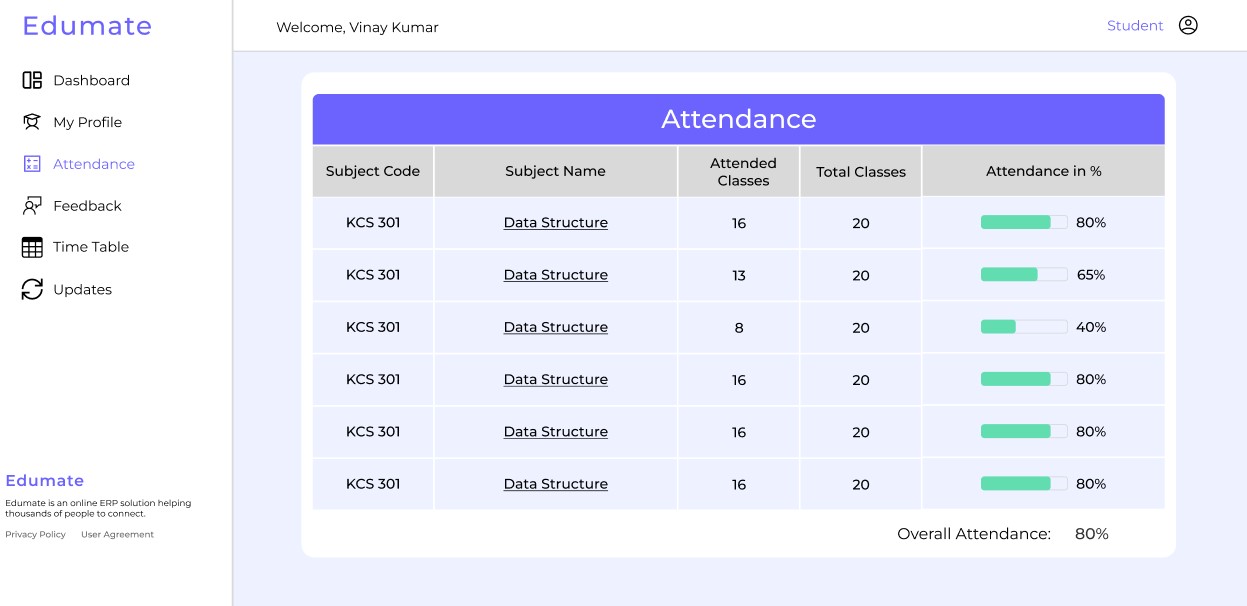 Edumate
Welcome, Vinay Kumar
Student
Dashboard
My Profile
Attendance
Feedback
Time Table
Updates
Attendance
Subject Code Subject Name Attended Classes Total Classes Attendance in %
KCS 301 Data Structure 16 20 80%
KCS 301 Data Structure 13 20 65%
KCS 301 Data Structure 8 20 40%
KCS 301 Data Structure 16 20 80%
KCS 301 Data Structure 16 20 80%
KCS 301 Data Structure 16 20 80%
Overall Attendance: 80%
Edumate
Edumate is an online ERP solution helping
thousands of people to connect.
Privacy Policy User Agreement